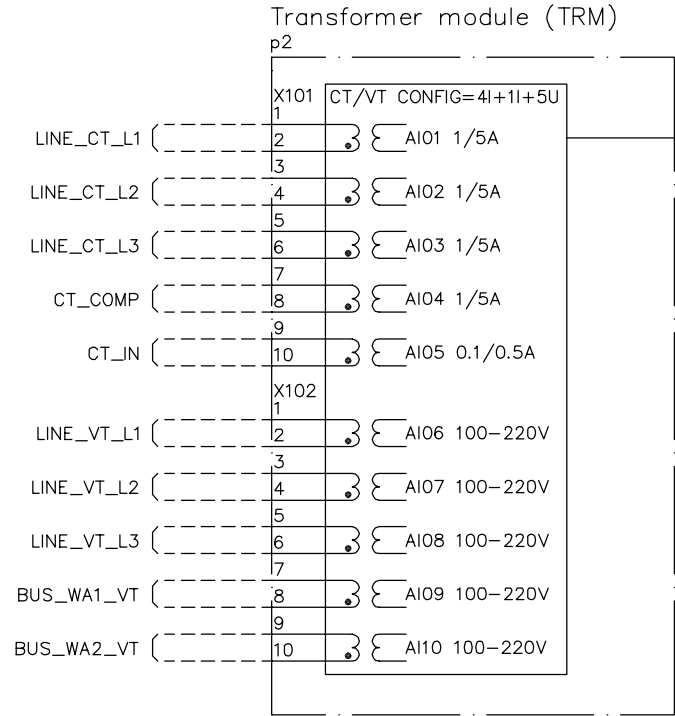 Transformer module (TRM)
p2
X101 CT/VT CONFIG=4I+1I+5U
1
LINE_CT_L1 2 AI01 1/5A
3
LINE_CT_L2 4 AI02 1/5A
5
LINE_CT_L3 6 AI03 1/5A
7
CT_COMP 8 AI04 1/5A
9
CT_IN 10 AI05 0.1/0.5A
X102
1
LINE_VT_L1 2 AI06 100-220V
3
LINE_VT_L2 4 AI07 100-220V
5
LINE_VT_L3 6 AI08 100-220V
7
BUS_WA1_VT 8 AI09 100-220V
9
BUS_WA2_VT 10 AI10 100-220V